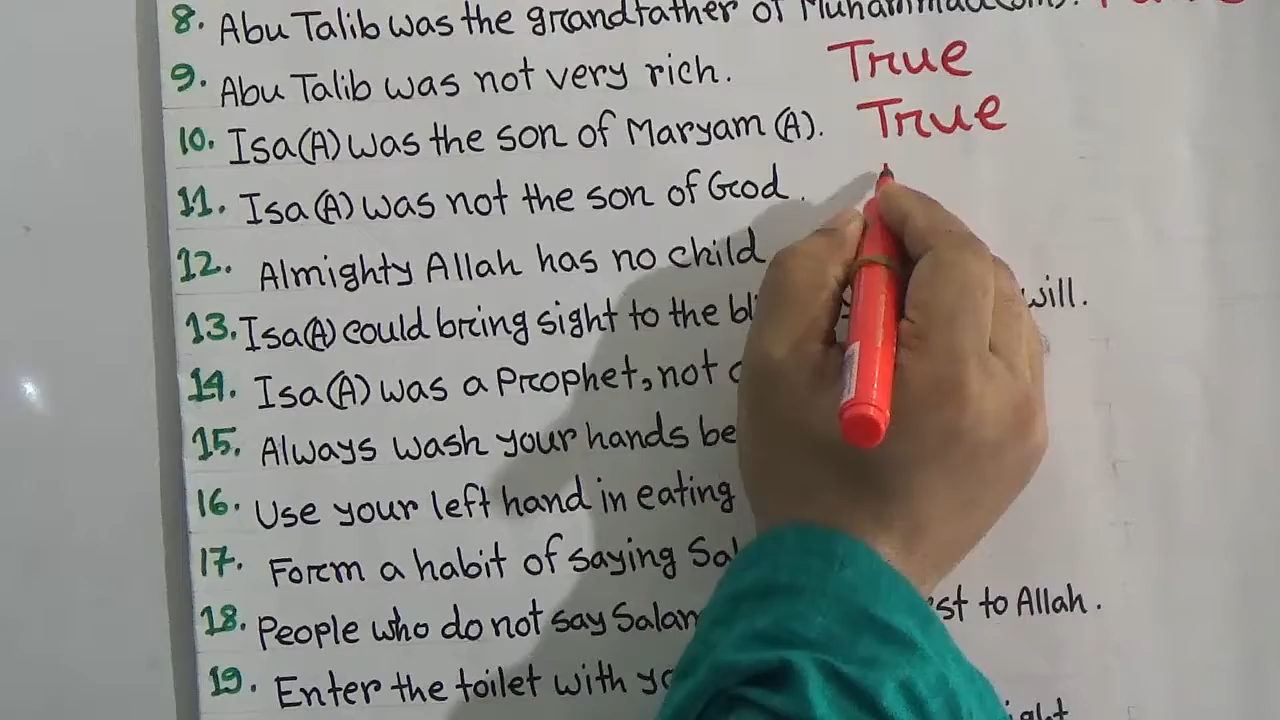 8. Abu Talib was the grandfather of
9. Abu Talib was not very rich. True
10. Isa(A) was the son of Maryam (A). True
11. Isa (A) was not the son of God.
12. Almighty Allah has no child
13. Isa(A) could bring sight to the will.
14. Isa (A) was a Prophet, not
15. Always wash your hands
16. Use your left hand in eating
17. Form a habit of saying
18. People who do not say Salam to Allah.
19. Enter the toilet with